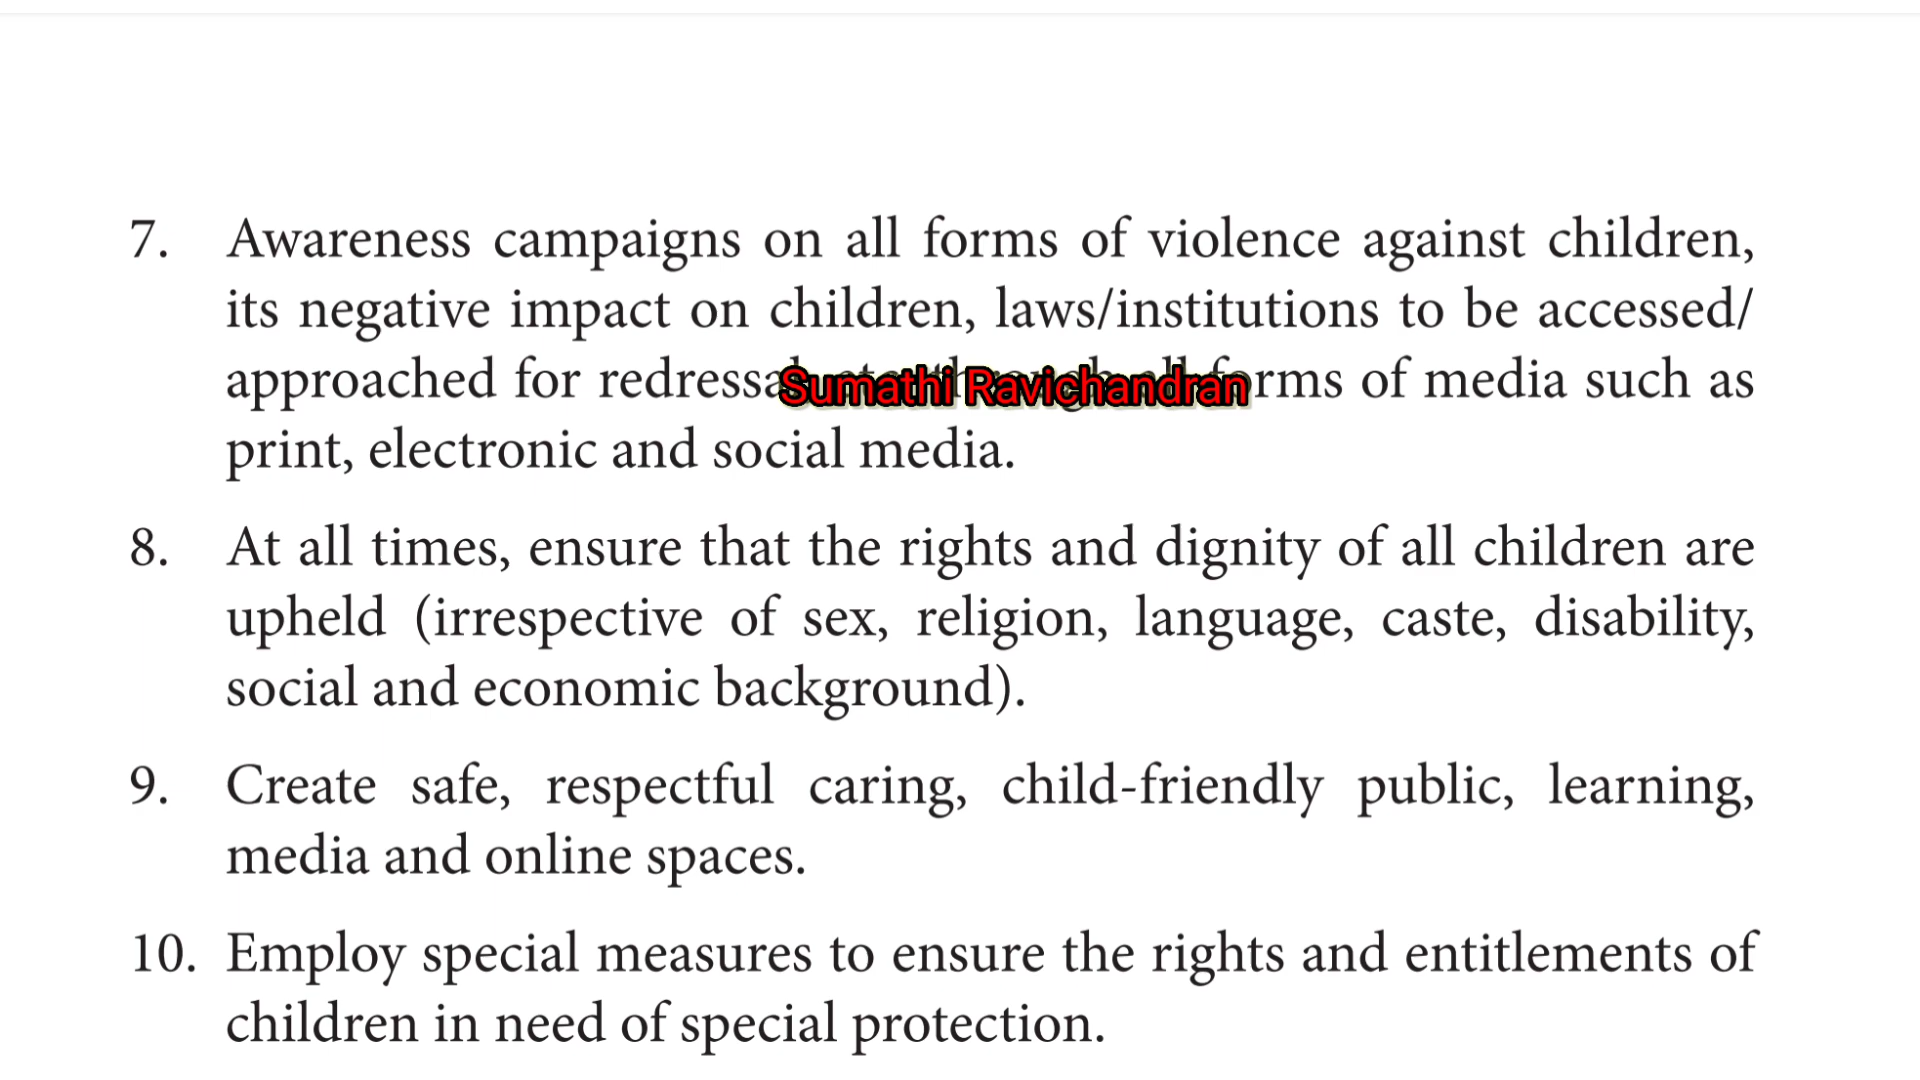 7. Awareness campaigns on all forms of violence against children,
its negative impact on children, laws/institutions to be accessed/
approached for forms of media such as
Sumathi Ravichandran
print, electronic and social media.
8. At all times, ensure that the rights and dignity of all children are
upheld (irrespective of sex, religion, language, caste, disability,
social and economic background).
9. Create safe, respectful caring, child-friendly public, learning,
media and online spaces.
10. Employ special measures to ensure the rights and entitlements of
children in need of special protection.